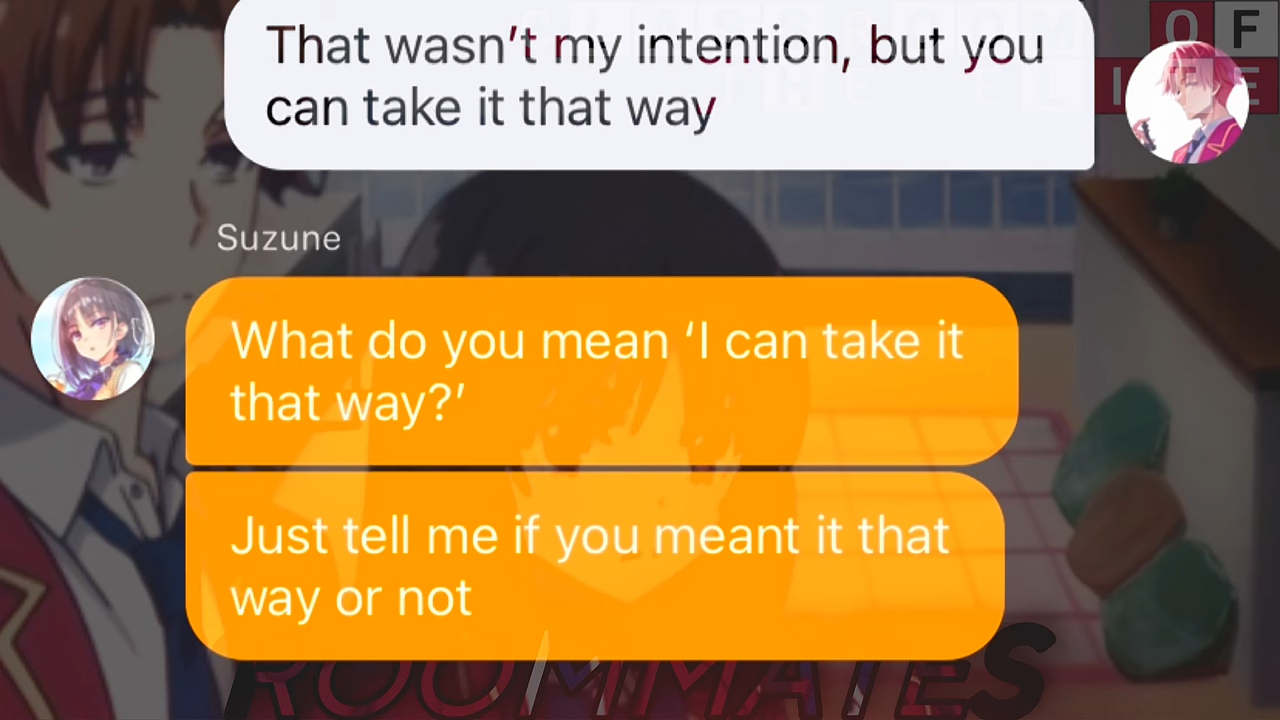 OF
That wasn’t my intention, but you
can take it that way
Suzune
What do you mean ‘I can take it
that way?’
Just tell me if you meant it that
way or not
ROOMMATES